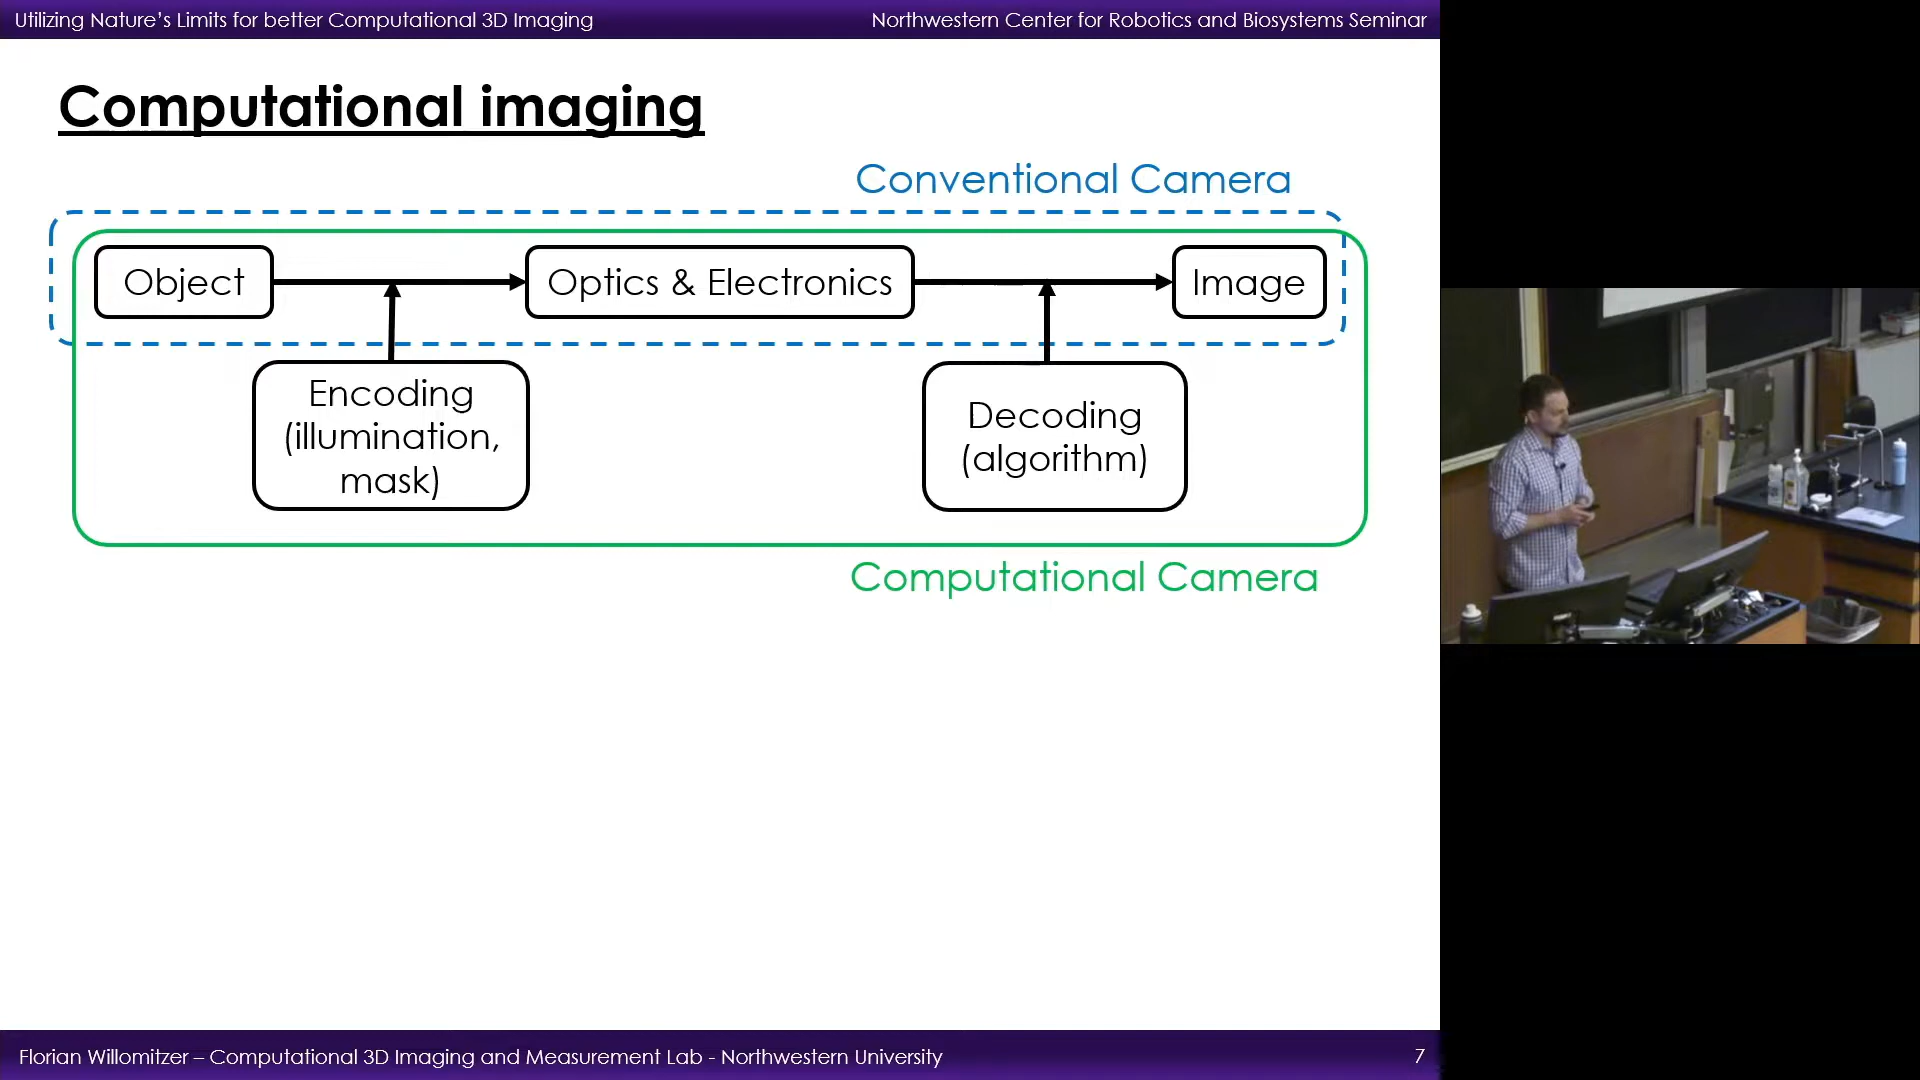 Utilizing Nature’s Limits for better Computational 3D Imaging
Northwestern Center for Robotics and Biosystems Seminar
Computational imaging
Conventional Camera
Object
Optics & Electronics
Image
Encoding
(illumination,
mask)
Decoding
(algorithm)
Computational Camera
Florian Willomitzer – Computational 3D Imaging and Measurement Lab - Northwestern University
7